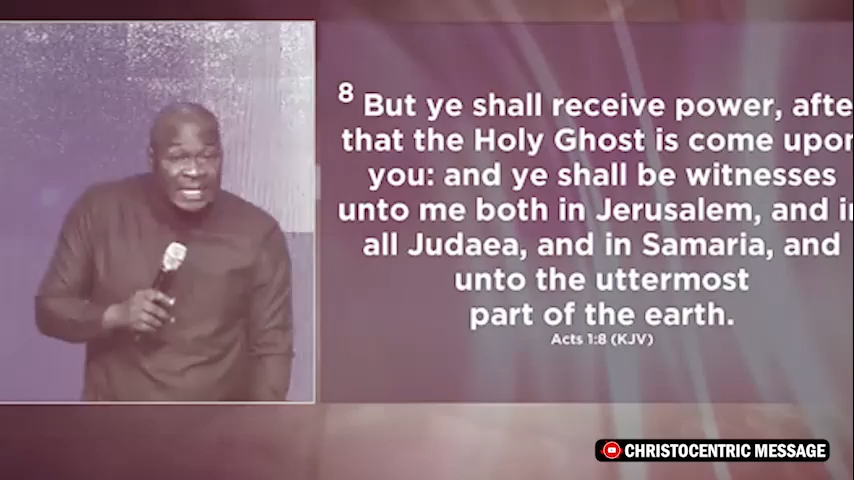 8 But ye shall receive power, afte
that the Holy Ghost is come upon
you: and ye shall be witnesses
unto me both in Jerusalem, and in
all Judaea, and in Samaria, and
unto the uttermost
part of the earth.
Acts 1:8 (KJV)
CHRISTOCENTRIC MESSAGE